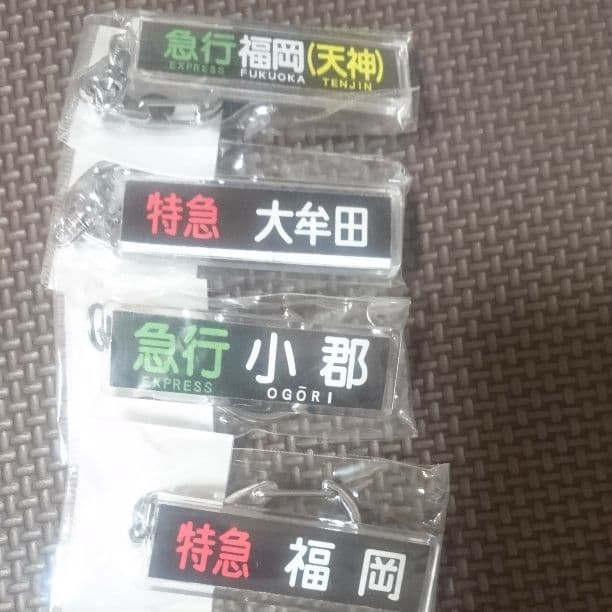 急行 福岡(天神)
EXPRESS FUKUOKA TENJIN
特急 大牟田
急行 小郡
EXPRESS OGŌRI
特急 福岡